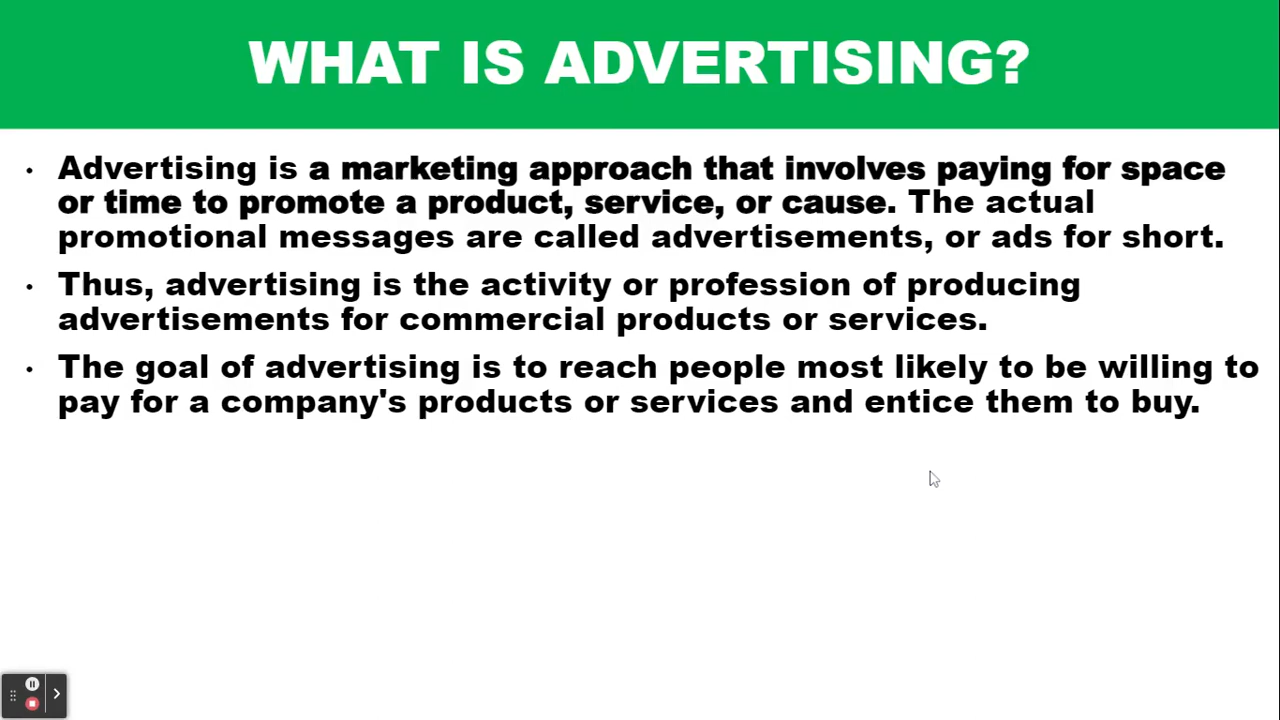 WHAT IS ADVERTISING?
• Advertising is a marketing approach that involves paying for space
or time to promote a product, service, or cause. The actual
promotional messages are called advertisements, or ads for short.
• Thus, advertising is the activity or profession of producing
advertisements for commercial products or services.
• The goal of advertising is to reach people most likely to be willing to
pay for a company's products or services and entice them to buy.